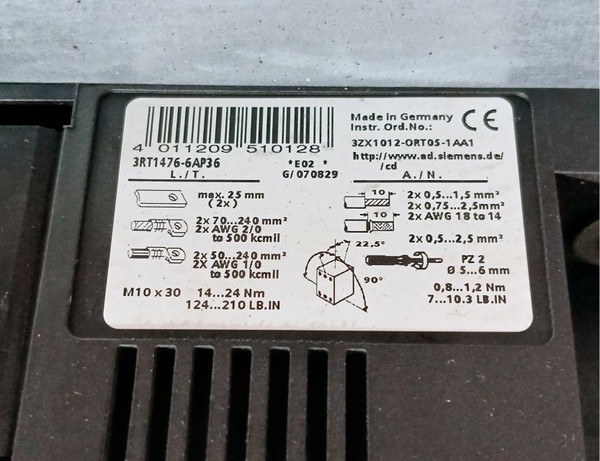 4 011209 510128
3RT1476-6AP36
*E02 *
G/070829
Made in Germany
Instr. Ord.No.:
CE
3ZX1012-0RT05-1AA1
http://www.ad.siemens.de/
/cd
L./T.
A./N.
max. 25 mm
(2x)
2x 70...240 mm²
2x AWG 2/0
to 500 kcmil
2x 50...240 mm²
2X AWG 1/0
to 500 kcmil
M10 x 30
14...24 Nm
124...210 LB.IN
22,5°
90°
10
2x 0,5...1,5 mm²
2x 0,75...2,5mm²
10
2x AWG 18 to 14
2x 0,5...2,5 mm²
PZ 2
Ø 5...6 mm
0,8...1,2 Nm
7...10.3 LB.IN